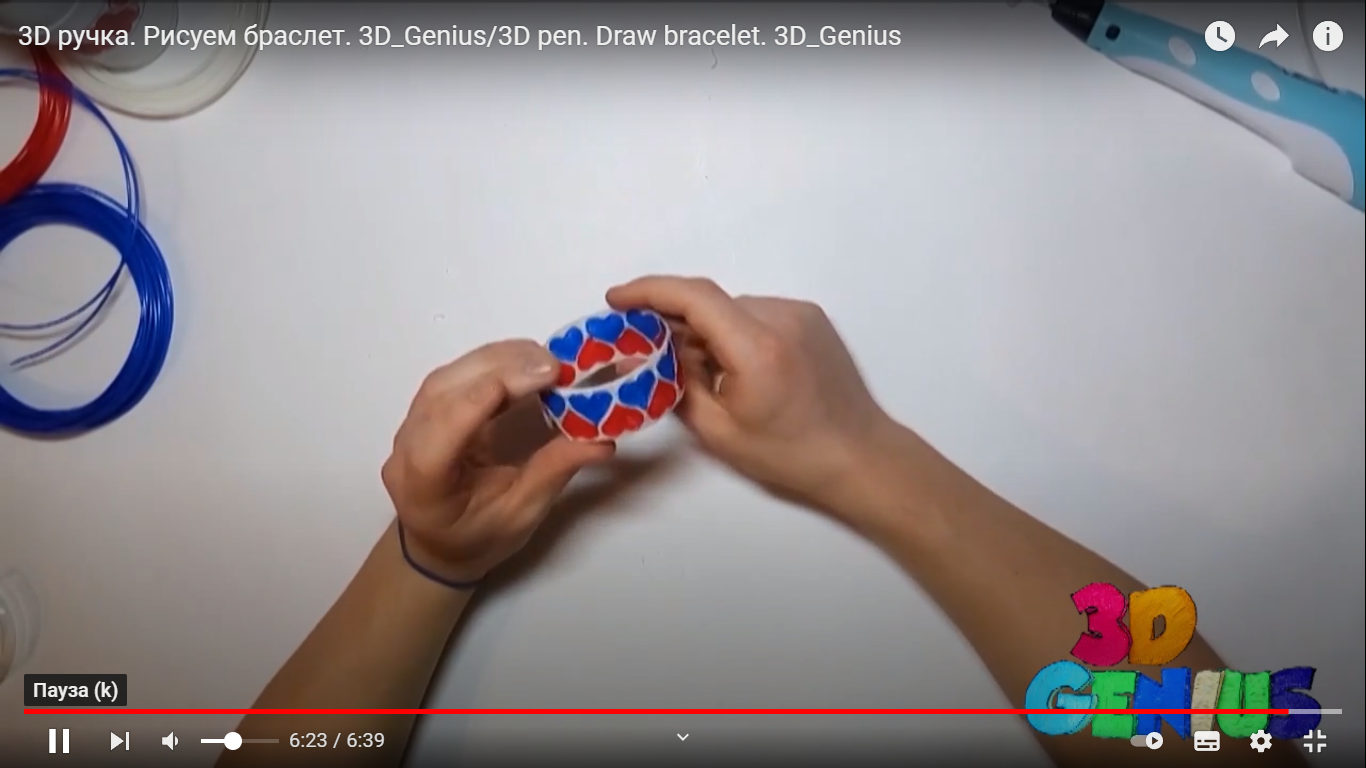 3D ручка. Рисуем браслет. 3D_Genius/3D pen. Draw bracelet. 3D_Genius
3D
GENIUS
Пауза (k)
6:23 / 6:39